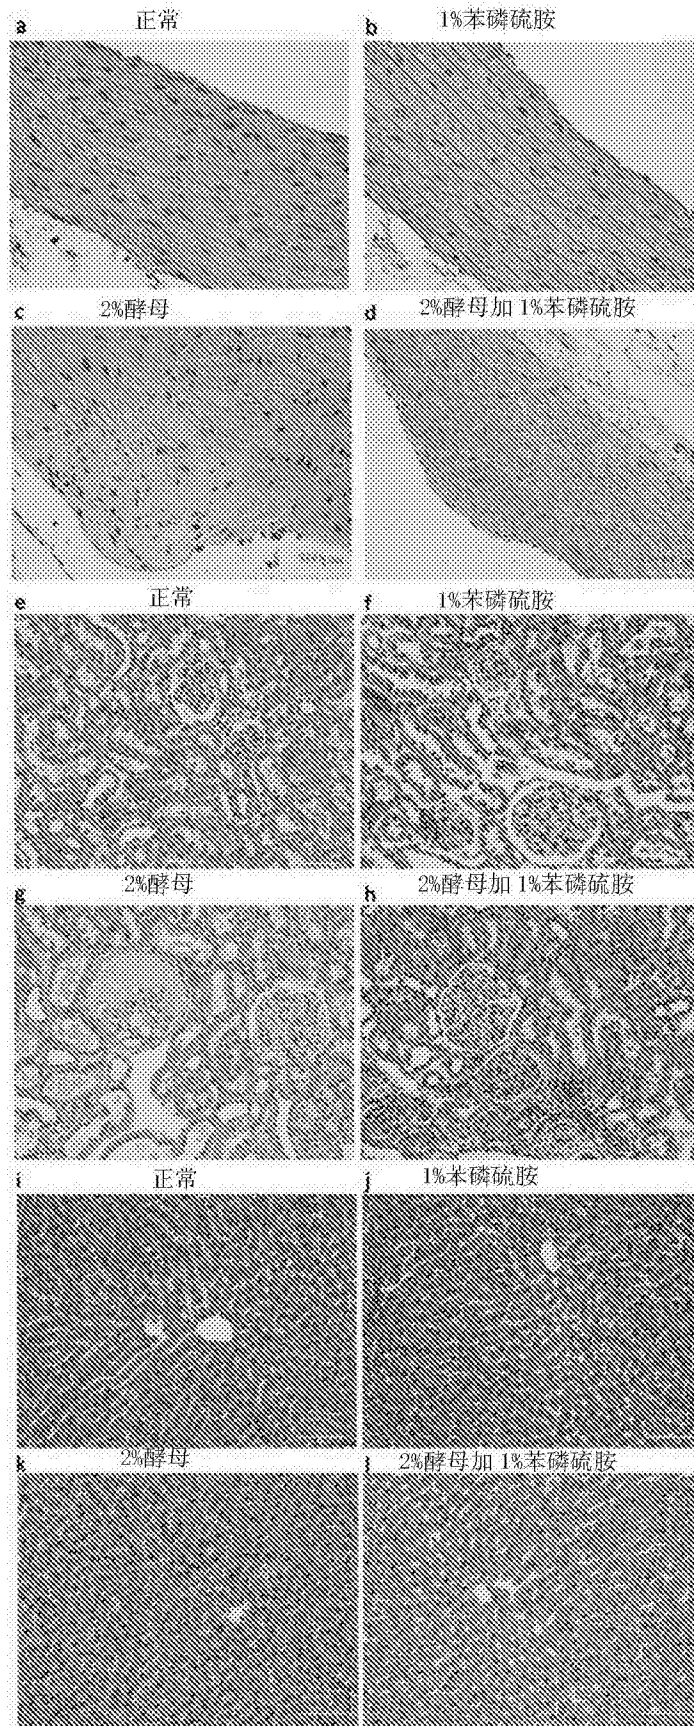 a 正常 b 1%苯磷硫胺
c 2%酵母 d 2%酵母加 1%苯磷硫胺
e 正常 f 1%苯磷硫胺
g 2%酵母 h 2%酵母加 1%苯磷硫胺
i 正常 j 1%苯磷硫胺
k 2%酵母 l 2%酵母加 1%苯磷硫胺